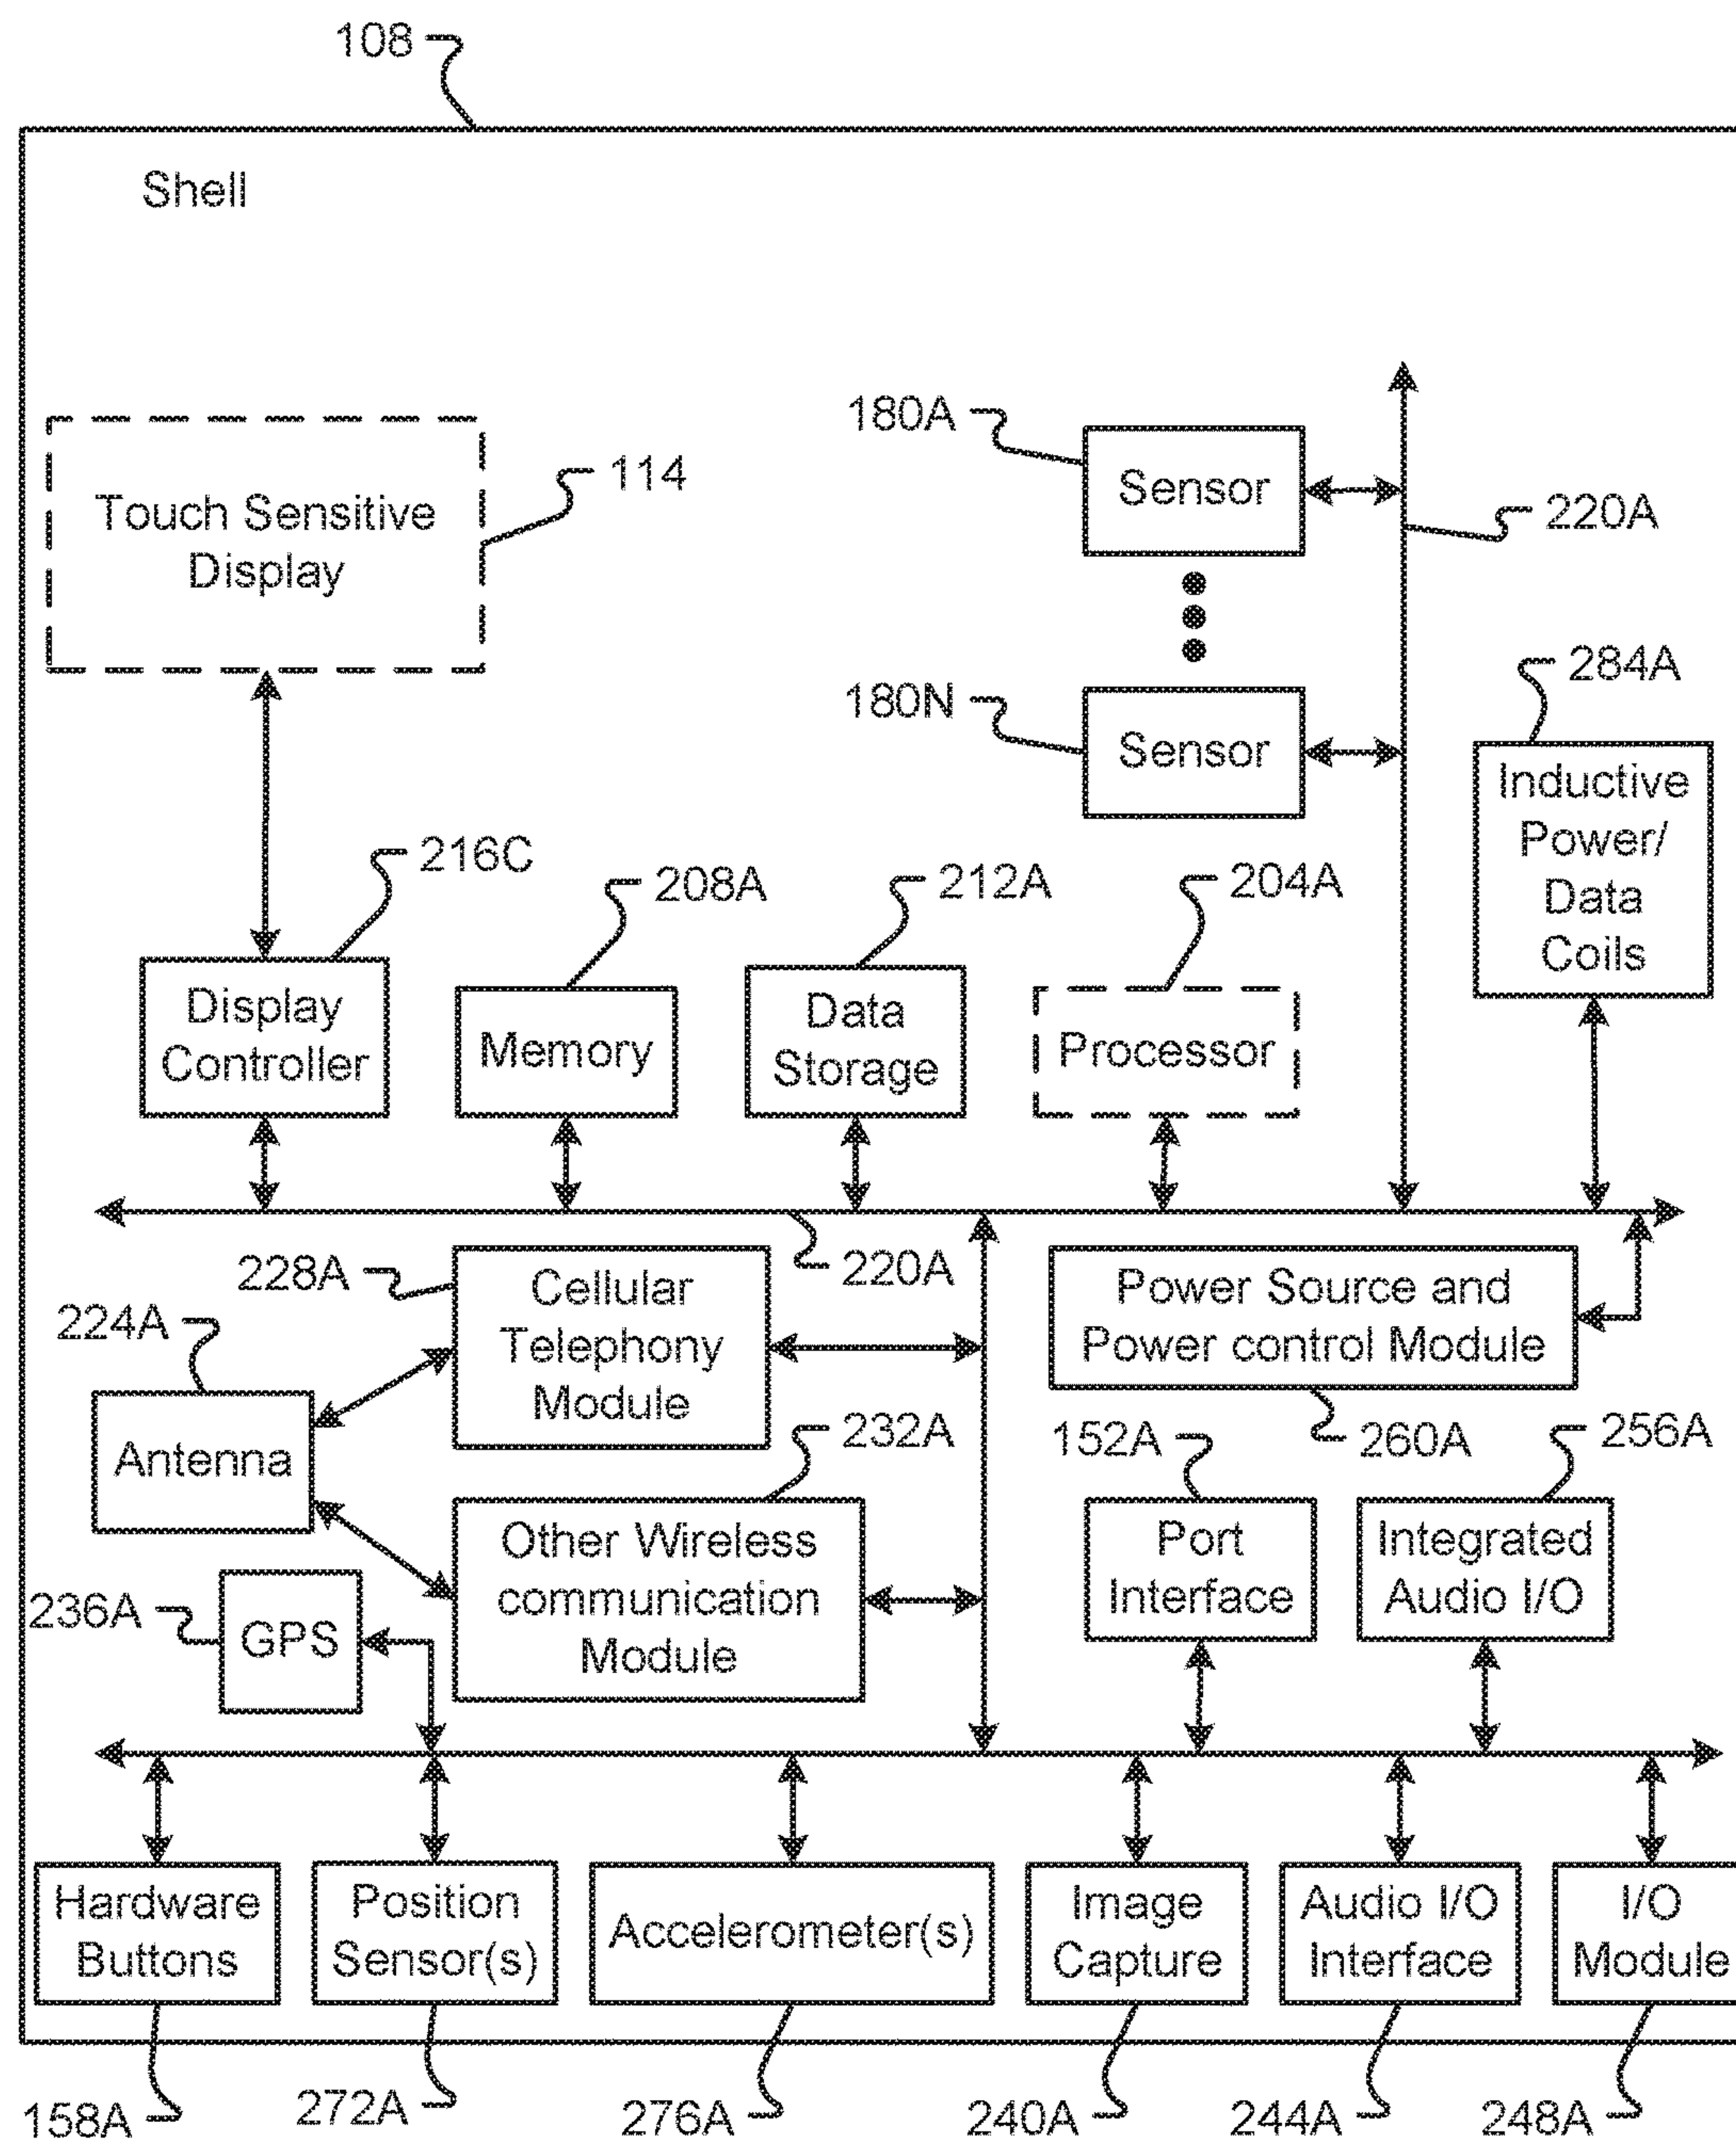 108
Shell
180A
Sensor
114
Touch Sensitive
Display
220A
284A
180N
Sensor
Inductive
Power/
Data
Coils
216C
208A
212A
204A
Display
Controller
Memory
Data
Storage
Processor
228A
Cellular
Telephony
Module
220A
Power Source and
Power control Module
224A
Antenna
232A
152A
260A
256A
Other Wireless
communication
Module
Port
Interface
Integrated
Audio I/O
236A
GPS
Hardware
Buttons
Position
Sensor(s)
Accelerometer(s)
Image
Capture
Audio I/O
Interface
I/O
Module
158A
272A
276A
240A
244A
248A